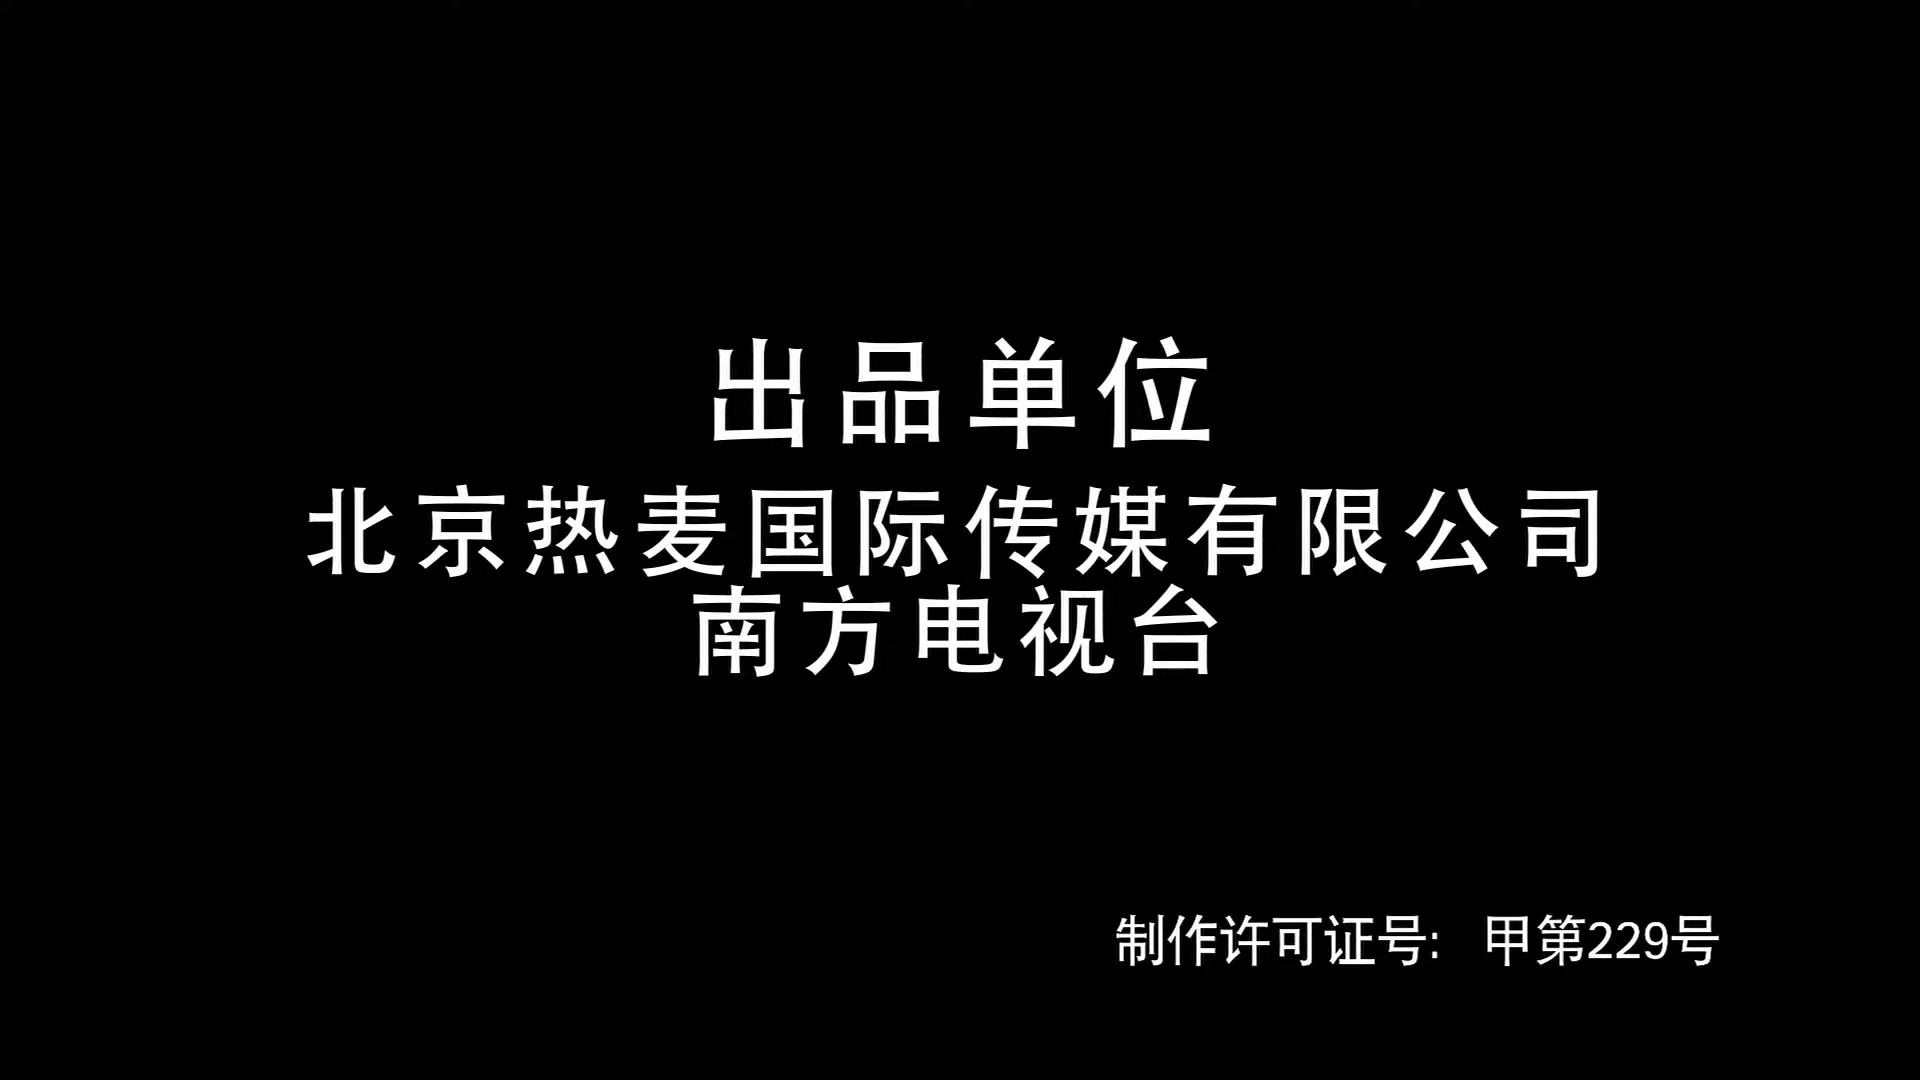 出品单位
北京热麦国际传媒有限公司
南方电视台
制作许可证号: 甲第229号